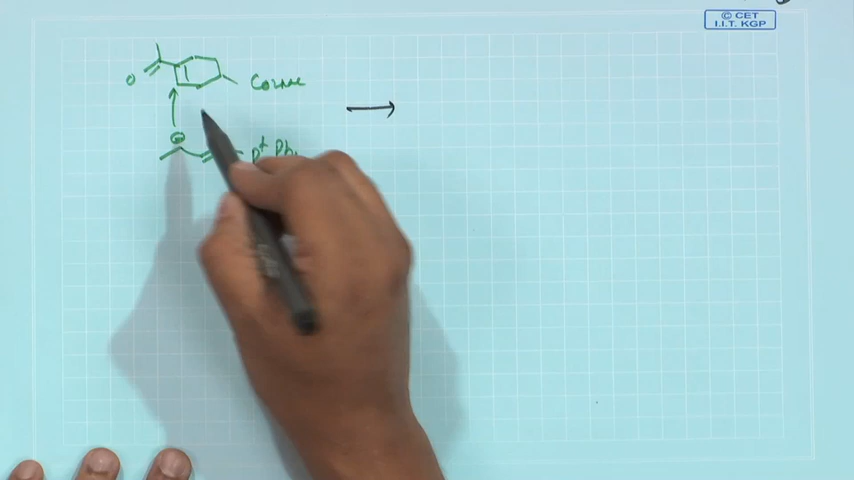 © CET
I.I.T. KGP
O
CO₂Me
P⁺ Ph₃